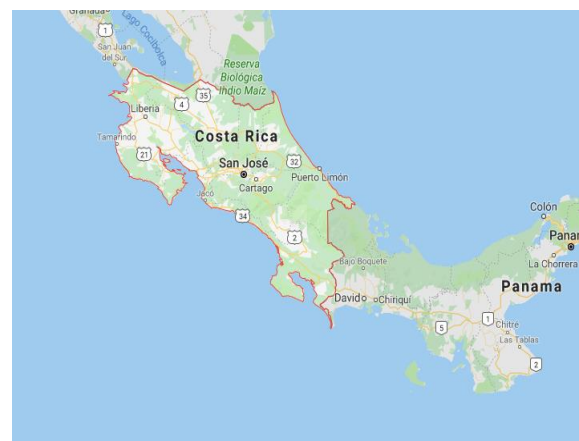 Granada
Lago Cocibolca
1
San Juan
del Sur
Reserva
Biológica
Indio Maíz
35
4
Liberia
Costa Rica
Tamarindo
21
San José
32
Puerto Limón
Cartago
Jacó
34
2
Colón
Panam
La Chorrera
Bajo Boquete
Panama
David
Chiriquí
1
5
Chitre
Las Tablas
2